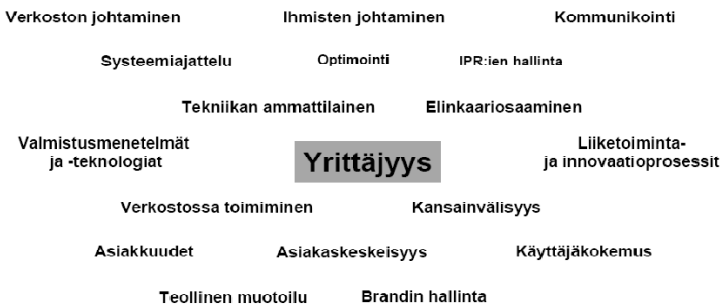 Verkoston johtaminen Ihmisten johtaminen Kommunikointi
Systeemiajattelu Optimointi IPR:ien hallinta
Tekniikan ammattilainen Elinkaariosaaminen
Valmistusmenetelmät
ja -teknologiat
Yrittäjyys
Liiketoiminta-
ja innovaatioprosessit
Verkostossa toimiminen Kansainvälisyys
Asiakkuudet Asiakaskeskeisyys Käyttäjäkokemus
Teollinen muotoilu Brandin hallinta